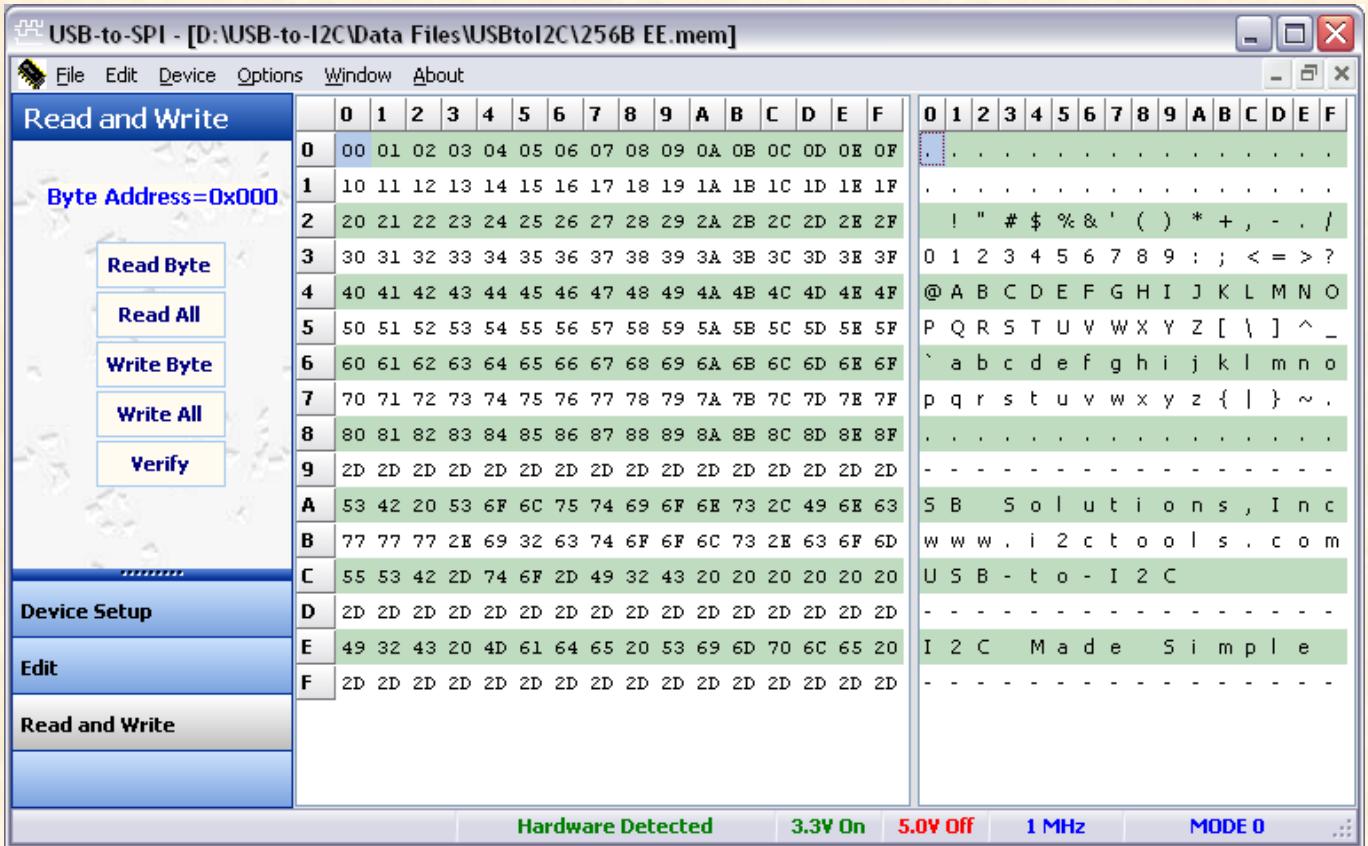 USB-to-SPI - [D:\USB-to-I2C\Data Files\USBtoI2C\256B EE.mem]
File Edit Device Options Window About
Read and Write
Byte Address=0x000
Read Byte
Read All
Write Byte
Write All
Verify
Device Setup
Edit
Read and Write
0 1 2 3 4 5 6 7 8 9 A B C D E F
0 00 01 02 03 04 05 06 07 08 09 0A 0B 0C 0D 0E 0F
1 10 11 12 13 14 15 16 17 18 19 1A 1B 1C 1D 1E 1F
2 20 21 22 23 24 25 26 27 28 29 2A 2B 2C 2D 2E 2F
3 30 31 32 33 34 35 36 37 38 39 3A 3B 3C 3D 3E 3F
4 40 41 42 43 44 45 46 47 48 49 4A 4B 4C 4D 4E 4F
5 50 51 52 53 54 55 56 57 58 59 5A 5B 5C 5D 5E 5F
6 60 61 62 63 64 65 66 67 68 69 6A 6B 6C 6D 6E 6F
7 70 71 72 73 74 75 76 77 78 79 7A 7B 7C 7D 7E 7F
8 80 81 82 83 84 85 86 87 88 89 8A 8B 8C 8D 8E 8F
9 2D 2D 2D 2D 2D 2D 2D 2D 2D 2D 2D 2D 2D 2D 2D 2D
A 53 42 20 53 6F 6C 75 74 69 6F 6E 73 2C 49 6E 63
B 77 77 77 2E 69 32 63 74 6F 6F 6C 73 2E 63 6F 6D
C 55 53 42 2D 74 6F 2D 49 32 43 20 20 20 20 20 20
D 2D 2D 2D 2D 2D 2D 2D 2D 2D 2D 2D 2D 2D 2D 2D 2D
E 49 32 43 20 4D 61 64 65 20 53 69 6D 70 6C 65 20
F 2D 2D 2D 2D 2D 2D 2D 2D 2D 2D 2D 2D 2D 2D 2D 2D
0 1 2 3 4 5 6 7 8 9 A B C D E F
. . . . . . . . . . . . . . . .
. . . . . . . . . . . . . . . .
! " # $ % & ' ( ) * + , - . /
0 1 2 3 4 5 6 7 8 9 : ; < = > ?
@ A B C D E F G H I J K L M N O
P Q R S T U V W X Y Z [ \ ] ^ _
` a b c d e f g h i j k l m n o
p q r s t u v w x y z { | } ~ .
. . . . . . . . . . . . . . . .
- - - - - - - - - - - - - - - -
S B   S o l u t i o n s , I n c
w w w . i 2 c t o o l s . c o m
U S B - t o - I 2 C
- - - - - - - - - - - - - - - -
I 2 C   M a d e   S i m p l e
- - - - - - - - - - - - - - - -
Hardware Detected 3.3V On 5.0V Off 1 MHz MODE 0